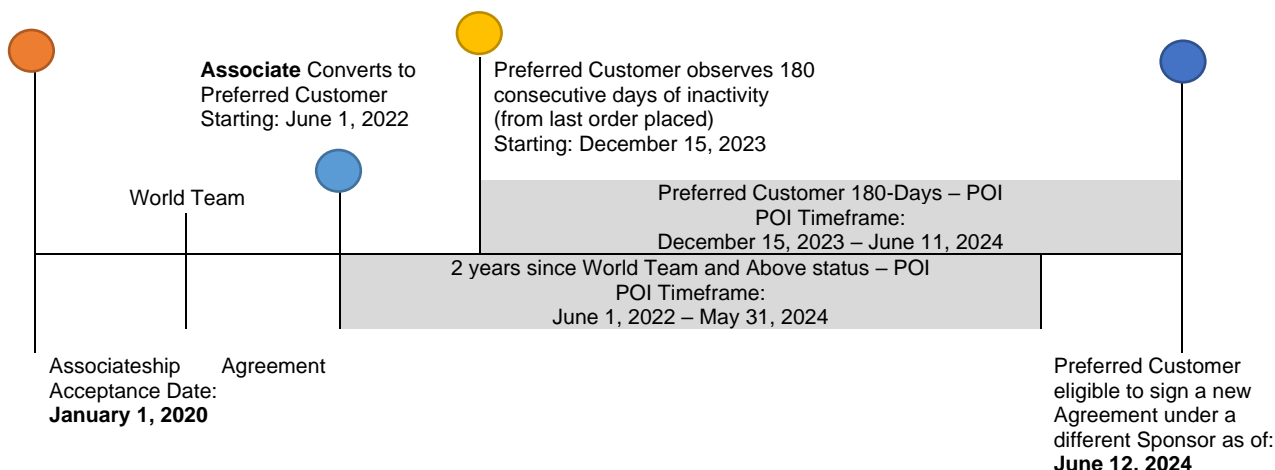 Associate Converts to
Preferred Customer
Starting: June 1, 2022
Preferred Customer observes 180
consecutive days of inactivity
(from last order placed)
Starting: December 15, 2023
World Team
Preferred Customer 180-Days – POI
POI Timeframe:
December 15, 2023 – June 11, 2024
2 years since World Team and Above status – POI
POI Timeframe:
June 1, 2022 – May 31, 2024
Associateship Agreement
Acceptance Date:
January 1, 2020
Preferred Customer
eligible to sign a new
Agreement under a
different Sponsor as of:
June 12, 2024